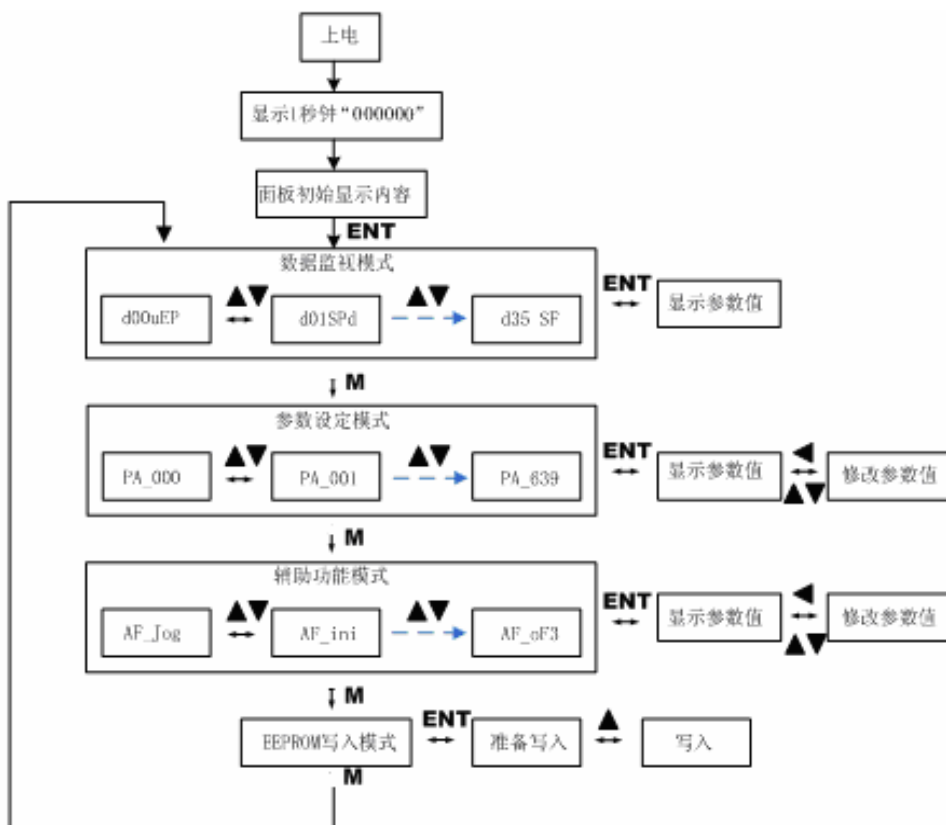 上电
显示1秒钟“000000”
面板初始显示内容
ENT
数据监视模式
d00uEP
▲▼
d01SPd
▲▼
d35 SF
ENT
显示参数值
M
参数设定模式
PA_000
▲▼
PA_001
▲▼
PA_639
ENT
显示参数值
◀
▲▼
修改参数值
M
辅助功能模式
AF_Jog
▲▼
AF_ini
▲▼
AF_oF3
ENT
显示参数值
◀
▲▼
修改参数值
M
EEPROM写入模式
ENT
准备写入
▲
写入
M